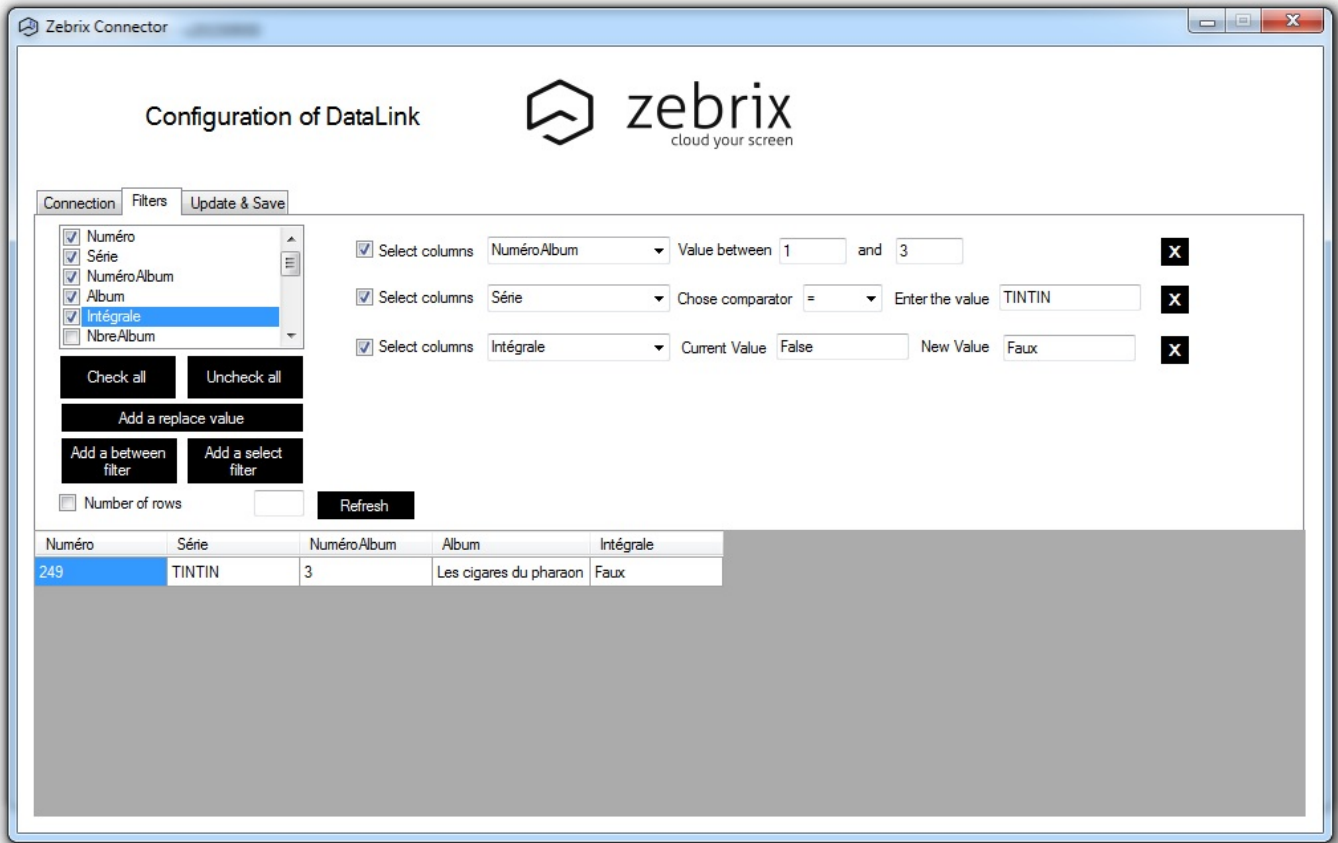 Zebrix Connector
Configuration of DataLink
zebrix
cloud your screen
Connection Filters Update & Save
Numéro
Série
NuméroAlbum
Album
Intégrale
NbreAlbum
Select columns NuméroAlbum Value between 1 and 3 X
Select columns Série Chose comparator = Enter the value TINTIN X
Select columns Intégrale Current Value False New Value Faux X
Check all Uncheck all
Add a replace value
Add a between filter Add a select filter
Number of rows Refresh
Numéro Série NuméroAlbum Album Intégrale
249 TINTIN 3 Les cigares du pharaon Faux